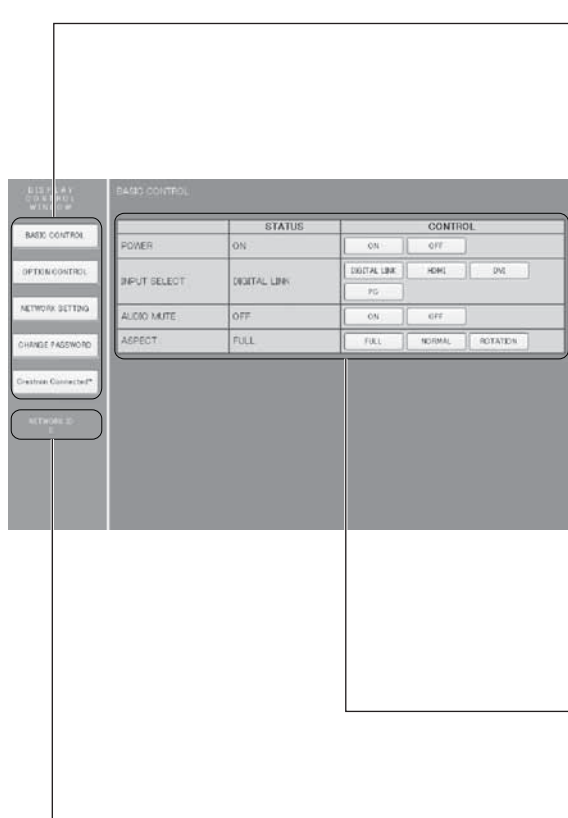 DISPLAY
CONTROL
WINDOW
BASIC CONTROL
OPTION CONTROL
NETWORK SETTING
CHANGE PASSWORD
Crestron Connected™
NETWORK ID
BASIC CONTROL
STATUS CONTROL
POWER ON ON OFF
INPUT SELECT DIGITAL LINK DIGITAL LINK HDMI DVI
PC
AUDIO MUTE OFF ON OFF
ASPECT FULL FULL NORMAL ROTATION